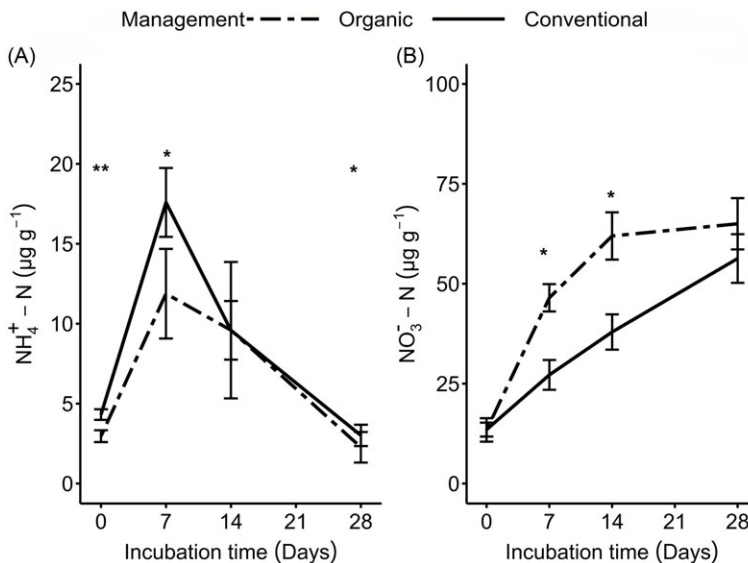 Management Organic Conventional
(A)
25
20
15
10
5
0
NH₄⁺ – N (µg g⁻¹)
** * *
0 7 14 21 28
Incubation time (Days)
(B)
100
75
50
25
0
NO₃⁻ – N (µg g⁻¹)
* *
0 7 14 21 28
Incubation time (Days)